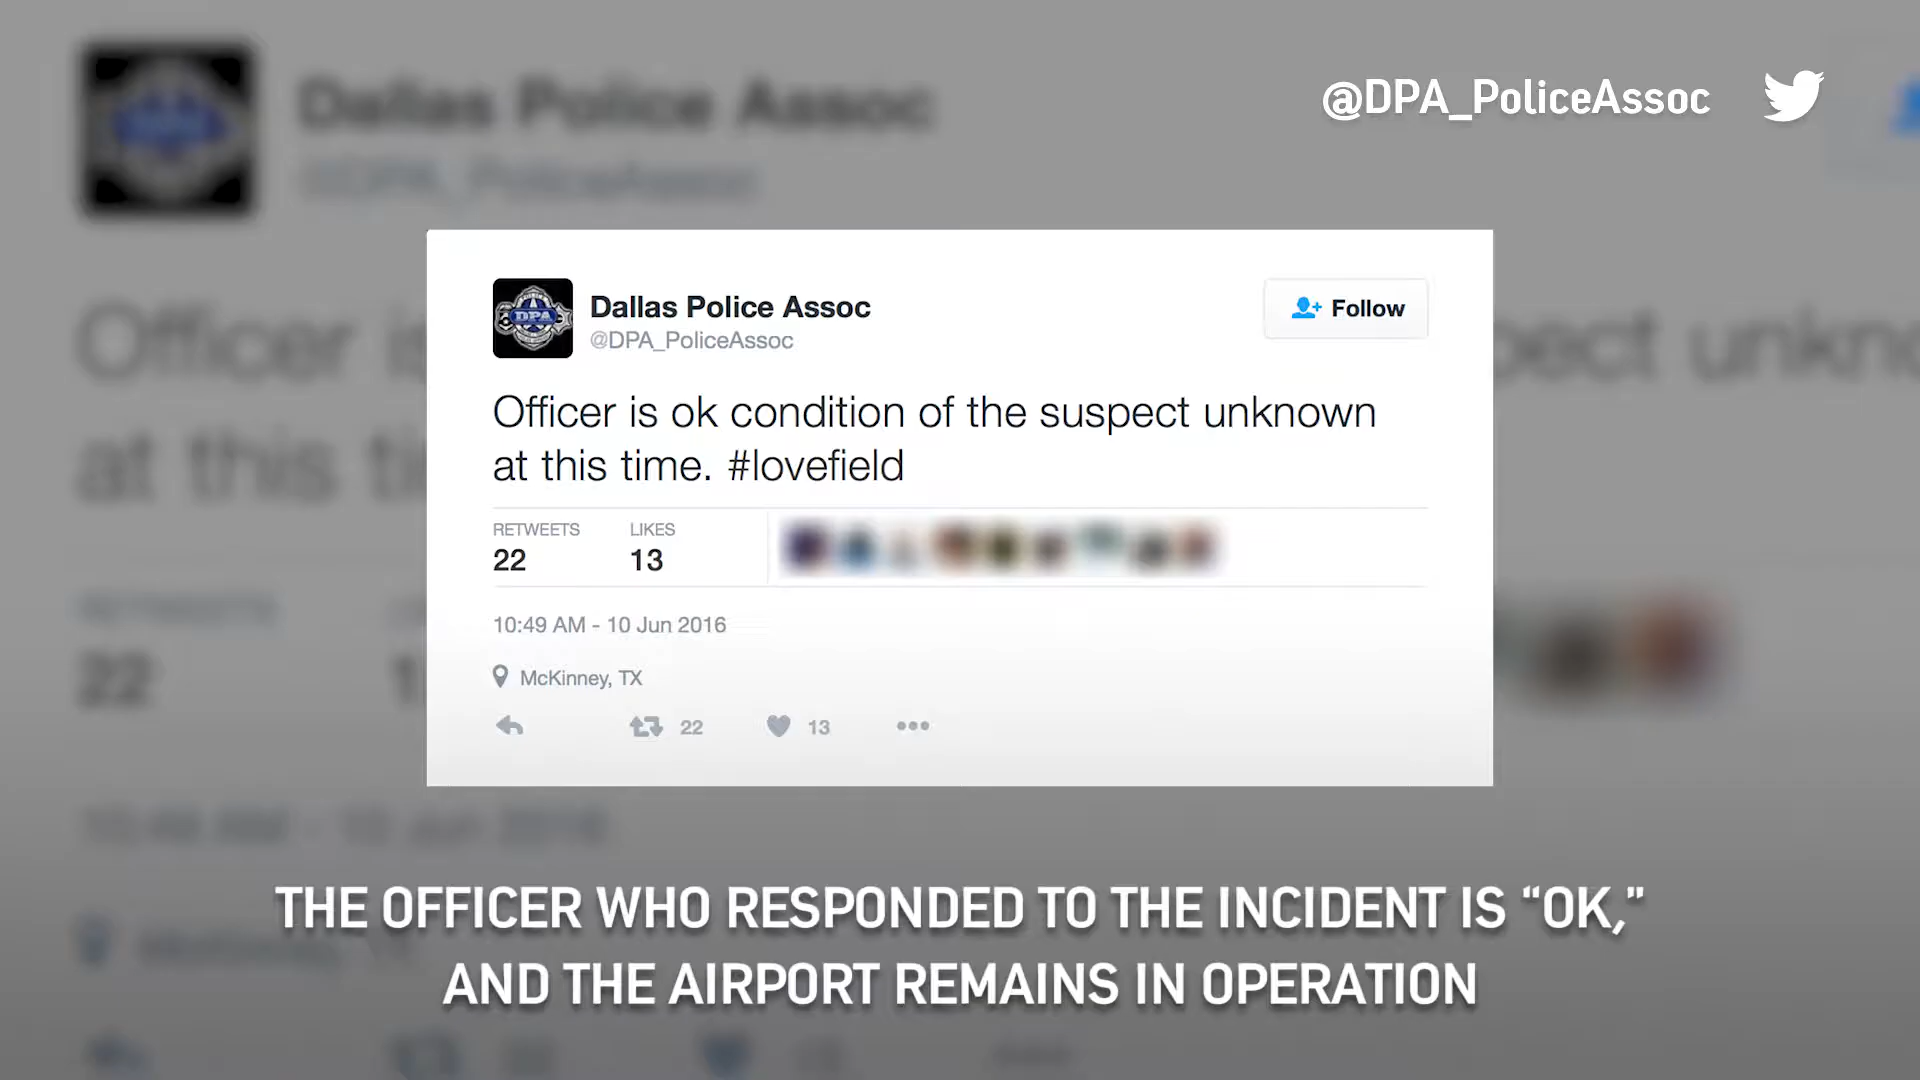 @DPA_PoliceAssoc
Dallas Police Assoc
@DPA_PoliceAssoc
Follow
DPA
Officer is ok condition of the suspect unknown
at this time. #lovefield
RETWEETS LIKES
22 13
10:49 AM - 10 Jun 2016
McKinney, TX
22 13
THE OFFICER WHO RESPONDED TO THE INCIDENT IS “OK,”
AND THE AIRPORT REMAINS IN OPERATION